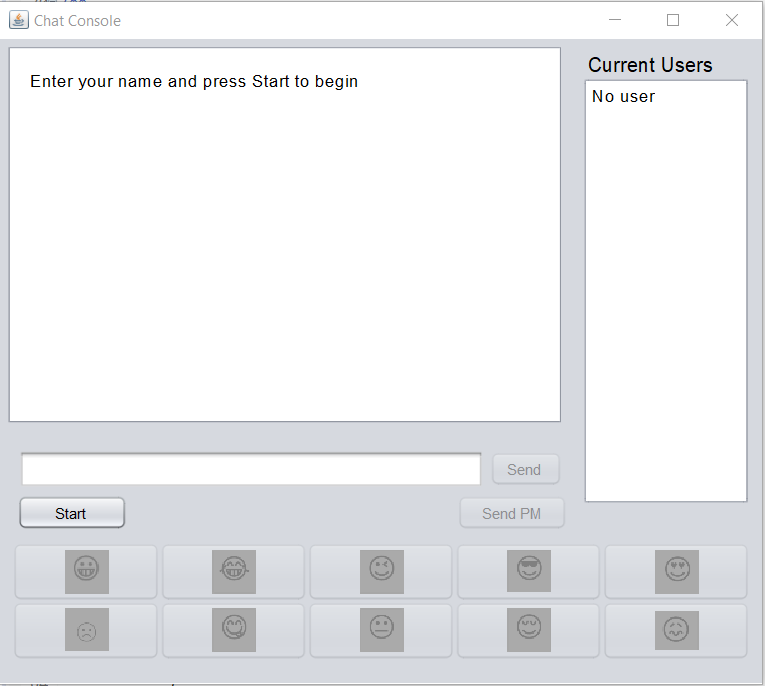 Chat Console
Enter your name and press Start to begin
Current Users
No user
Send
Start
Send PM